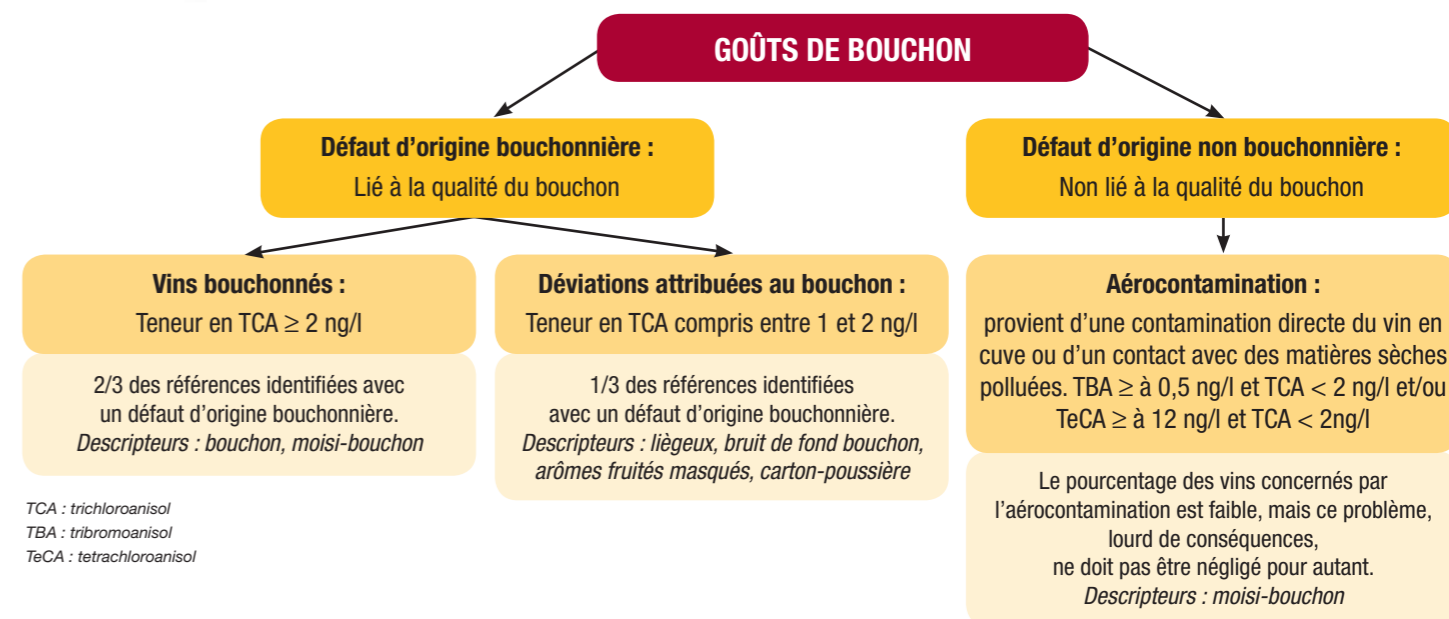 GOÛTS DE BOUCHON
Défaut d'origine bouchonnière :
Lié à la qualité du bouchon
Défaut d'origine non bouchonnière :
Non lié à la qualité du bouchon
Vins bouchonnés :
Teneur en TCA ≥ 2 ng/l
2/3 des références identifiées avec
un défaut d'origine bouchonnière.
Descripteurs : bouchon, moisi-bouchon
Déviations attribuées au bouchon :
Teneur en TCA compris entre 1 et 2 ng/l
1/3 des références identifiées
avec un défaut d'origine bouchonnière.
Descripteurs : liègeux, bruit de fond bouchon,
arômes fruités masqués, carton-poussière
Aérocontamination :
provient d'une contamination directe du vin en
cuve ou d'un contact avec des matières sèches
polluées. TBA ≥ à 0,5 ng/l et TCA < 2 ng/l et/ou
TeCA ≥ à 12 ng/l et TCA < 2ng/l
Le pourcentage des vins concernés par
l'aérocontamination est faible, mais ce problème,
lourd de conséquences,
ne doit pas être négligé pour autant.
Descripteurs : moisi-bouchon
TCA : trichloroanisol
TBA : tribromoanisol
TeCA : tetrachloroanisol